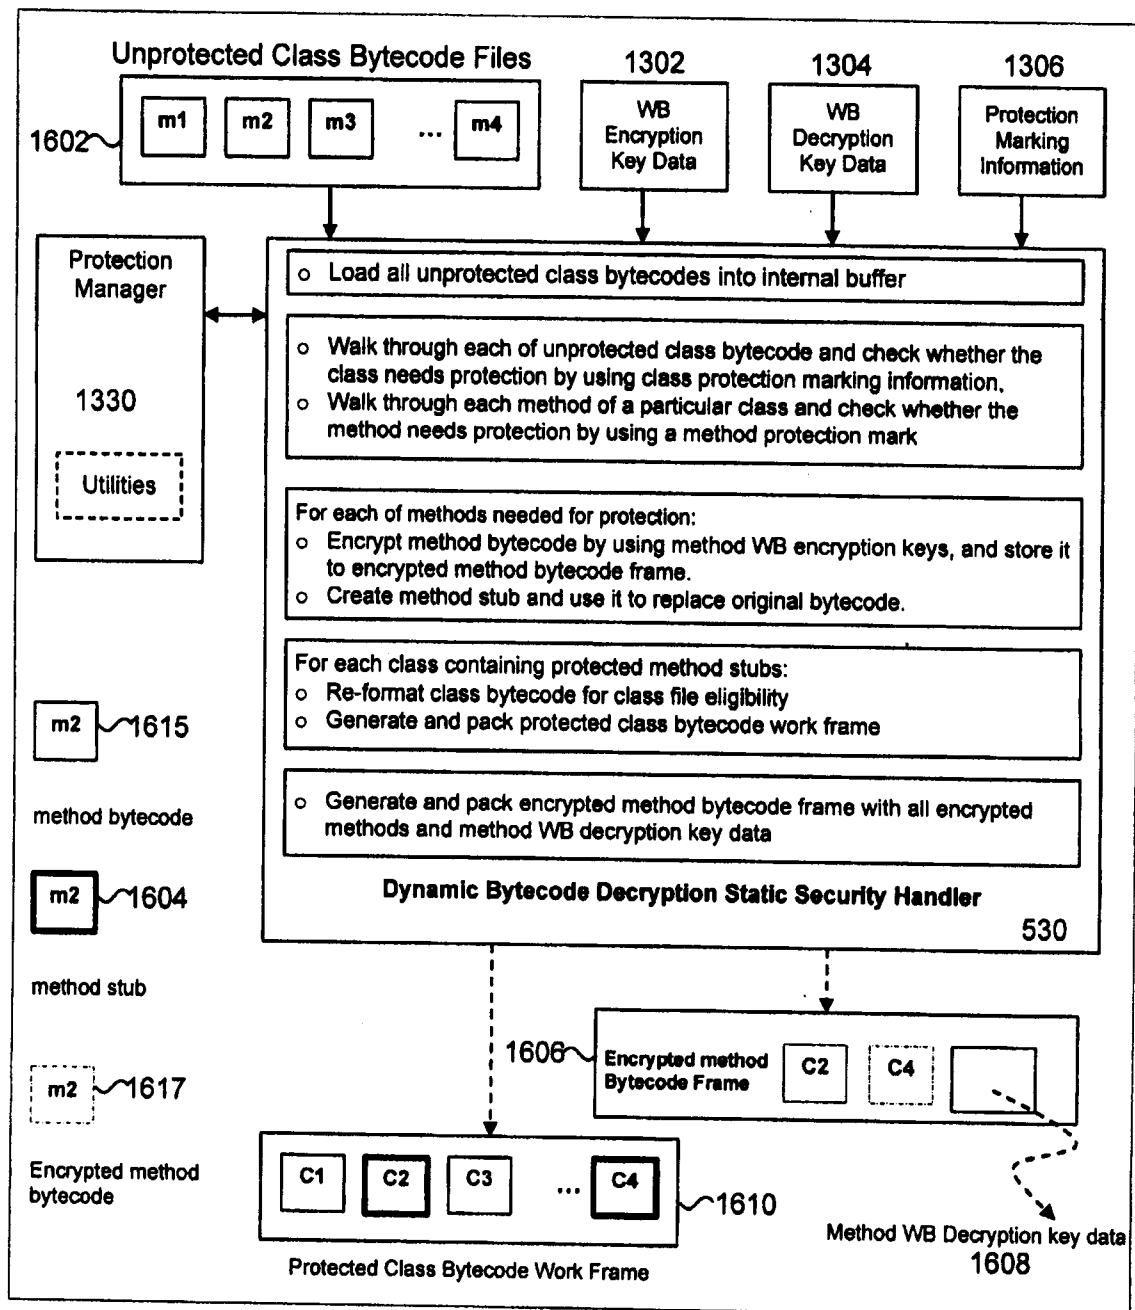 Unprotected Class Bytecode Files
1302
1304
1306
m1
m2
m3
...
m4
1602
WB
Encryption
Key Data
WB
Decryption
Key Data
Protection
Marking
Information
Protection
Manager
1330
Utilities
o Load all unprotected class bytecodes into internal buffer
o Walk through each of unprotected class bytecode and check whether the
class needs protection by using class protection marking information.
o Walk through each method of a particular class and check whether the
method needs protection by using a method protection mark
For each of methods needed for protection:
o Encrypt method bytecode by using method WB encryption keys, and store it
to encrypted method bytecode frame.
o Create method stub and use it to replace original bytecode.
For each class containing protected method stubs:
o Re-format class bytecode for class file eligibility
o Generate and pack protected class bytecode work frame
o Generate and pack encrypted method bytecode frame with all encrypted
methods and method WB decryption key data
Dynamic Bytecode Decryption Static Security Handler
530
m2
1615
method bytecode
m2
1604
method stub
m2
1617
Encrypted method
bytecode
1606
Encrypted method
Bytecode Frame
C2
C4
C1
C2
C3
...
C4
1610
Protected Class Bytecode Work Frame
Method WB Decryption key data
1608